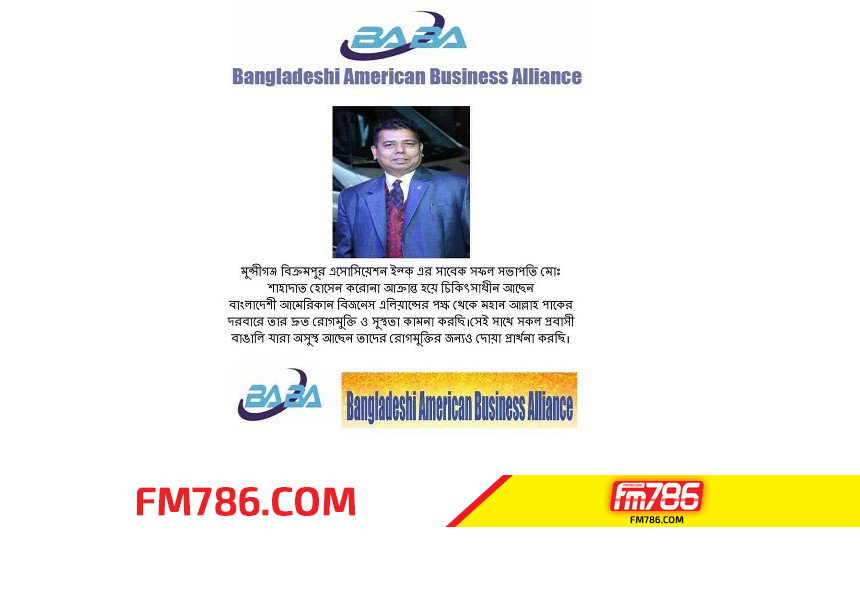 BABA
Bangladeshi American Business Alliance
মুন্সীগঞ্জ বিক্রমপুর এসোসিয়েশন ইন্ক্ এর সাবেক সফল সভাপতি মোঃ
শাহাদাত হোসেন করোনা আক্রান্ত হয়ে চিকিৎসাধীন আছেন
বাংলাদেশী আমেরিকান বিজনেস এলিয়ান্সের পক্ষ থেকে মহান আল্লাহ পাকের
দরবারে তার দ্রুত রোগমুক্তি ও সুস্থতা কামনা করছি।সেই সাথে সকল প্রবাসী
বাঙালি যারা অসুস্থ আছেন তাদের রোগমুক্তির জন্যও দোয়া প্রার্থনা করছি।
BABA
Bangladeshi American Business Alliance
FM786.COM
fm786
FM786.COM